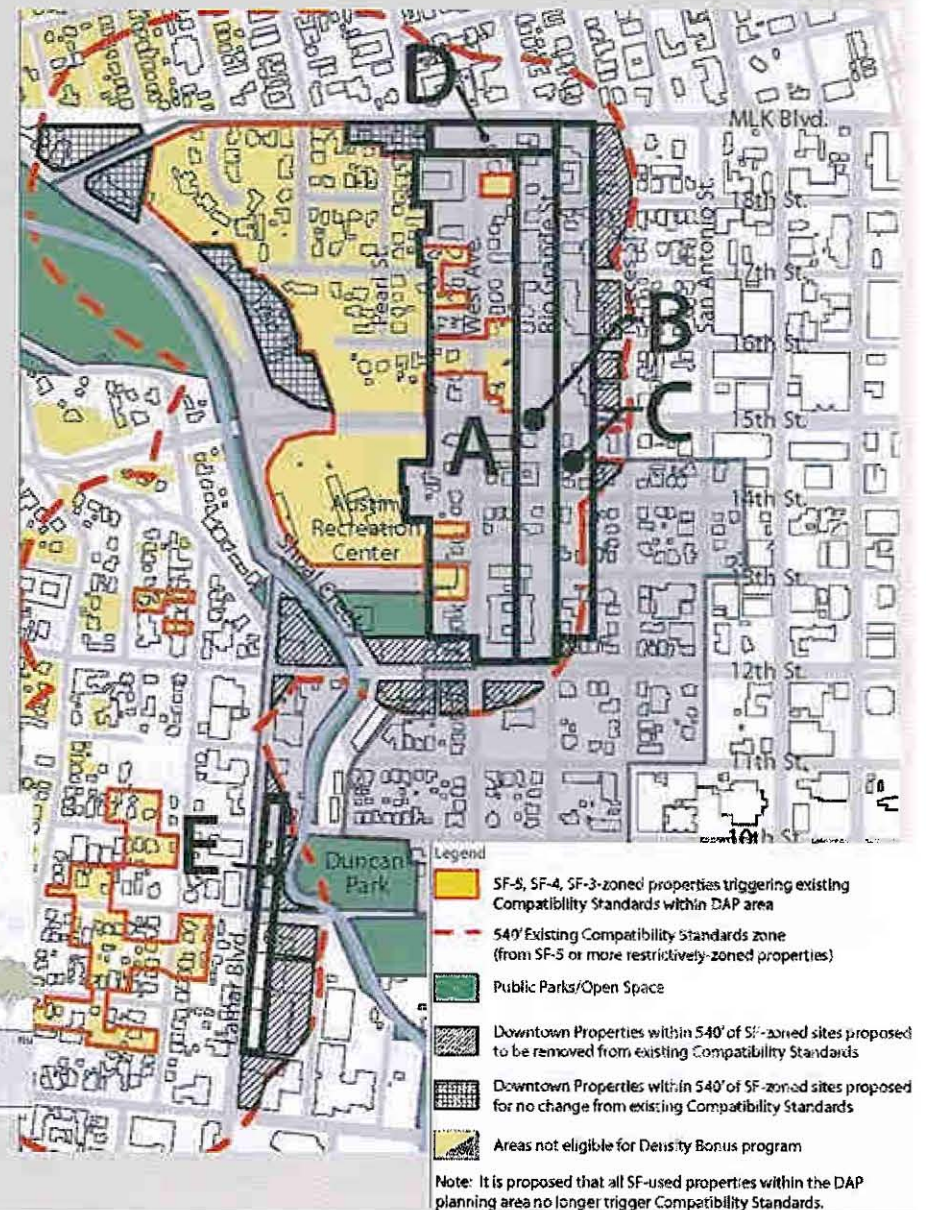 D
MLK Blvd.
18th St.
San Antonio St.
17th St.
Pearl St.
West Ave
Rio Grande St.
B
16th St.
C
15th St.
A
14th St.
Austin
Recreation
Center
13th St.
12th St.
11th St.
10th St.
E
Duncan
Park
Lamar Blvd.
Legend
SF-5, SF-4, SF-3-zoned properties triggering existing
Compatibility Standards within DAP area
540' Existing Compatibility Standards zone
(from SF-5 or more restrictively-zoned properties)
Public Parks/Open Space
Downtown Properties within 540' of SF-zoned sites proposed
to be removed from existing Compatibility Standards
Downtown Properties within 540' of SF-zoned sites proposed
for no change from existing Compatibility Standards
Areas not eligible for Density Bonus program
Note: It is proposed that all SF-used properties within the DAP
planning area no longer trigger Compatibility Standards.